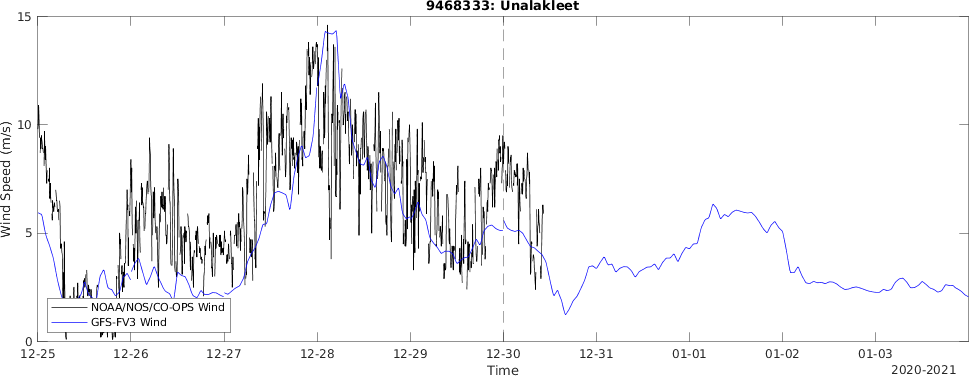 9468333: Unalakleet
15
10
5
0
Wind Speed (m/s)
NOAA/NOS/CO-OPS Wind
GFS-FV3 Wind
12-25 12-26 12-27 12-28 12-29 12-30 12-31 01-01 01-02 01-03
Time
2020-2021